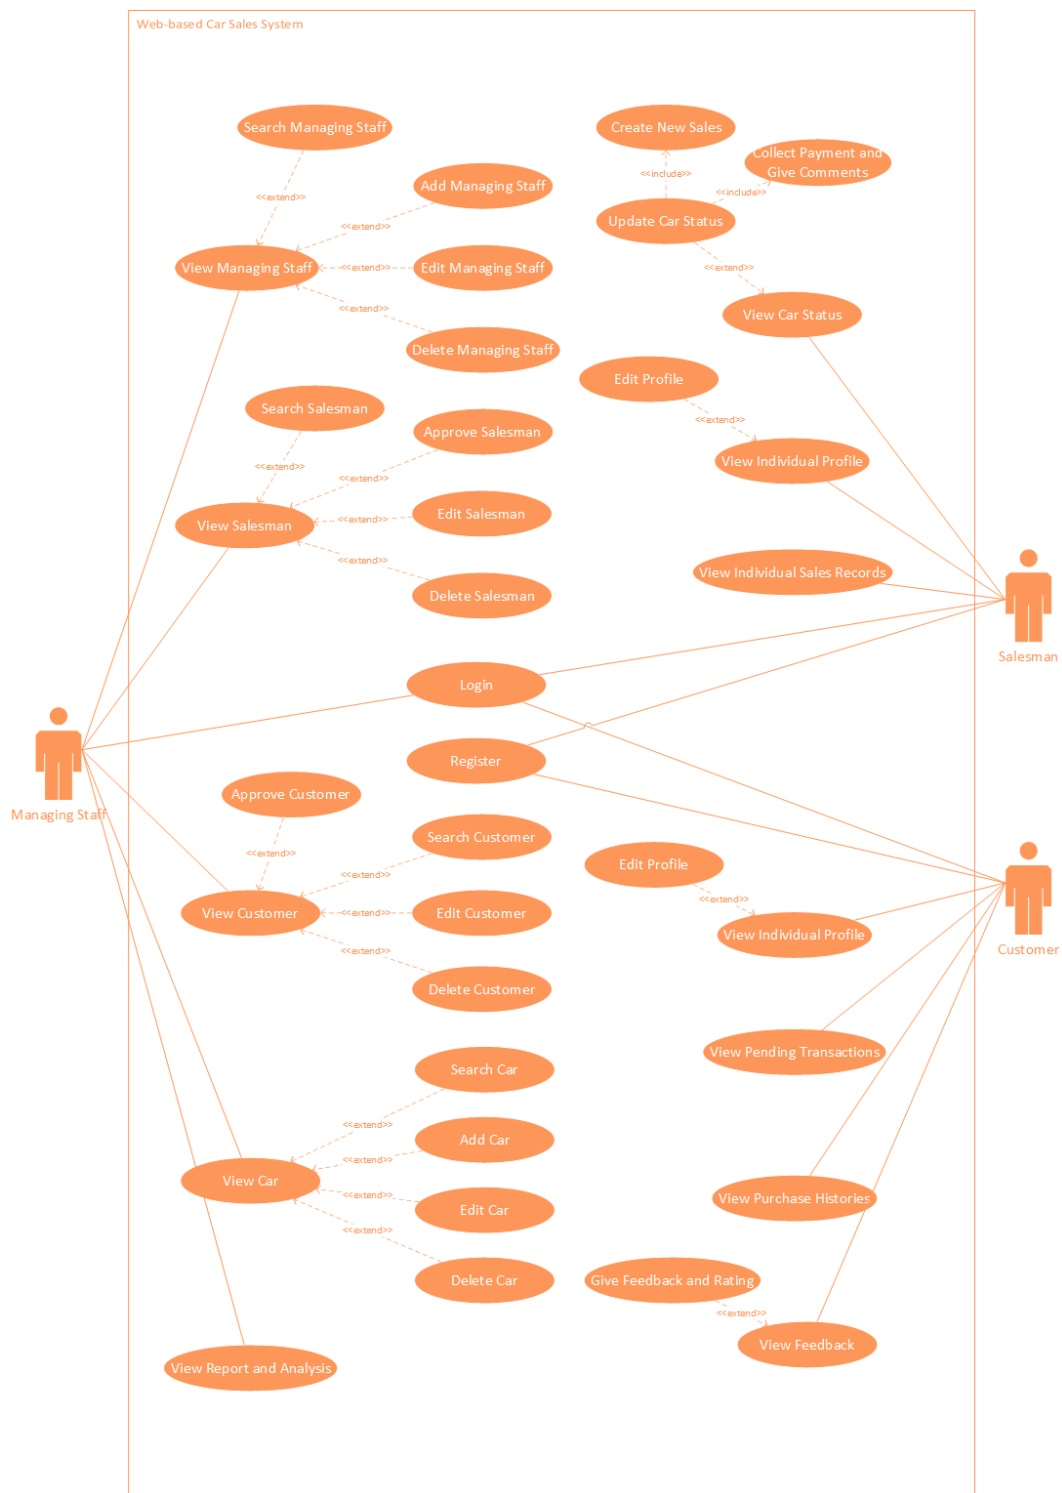 Web-based Car Sales System
Search Managing Staff
<<extend>>
Add Managing Staff
<<extend>>
View Managing Staff
<<extend>>
Edit Managing Staff
<<extend>>
Delete Managing Staff
Create New Sales
<<include>>
Collect Payment and
Give Comments
<<include>>
Update Car Status
<<extend>>
View Car Status
Edit Profile
<<extend>>
View Individual Profile
View Individual Sales Records
Salesman
Search Salesman
<<extend>>
Approve Salesman
<<extend>>
View Salesman
<<extend>>
Edit Salesman
<<extend>>
Delete Salesman
Login
Register
Managing Staff
Approve Customer
<<extend>>
Search Customer
<<extend>>
View Customer
<<extend>>
Edit Customer
<<extend>>
Delete Customer
Edit Profile
<<extend>>
View Individual Profile
Customer
View Pending Transactions
View Purchase Histories
Give Feedback and Rating
<<extend>>
View Feedback
Search Car
<<extend>>
Add Car
<<extend>>
View Car
<<extend>>
Edit Car
<<extend>>
Delete Car
View Report and Analysis